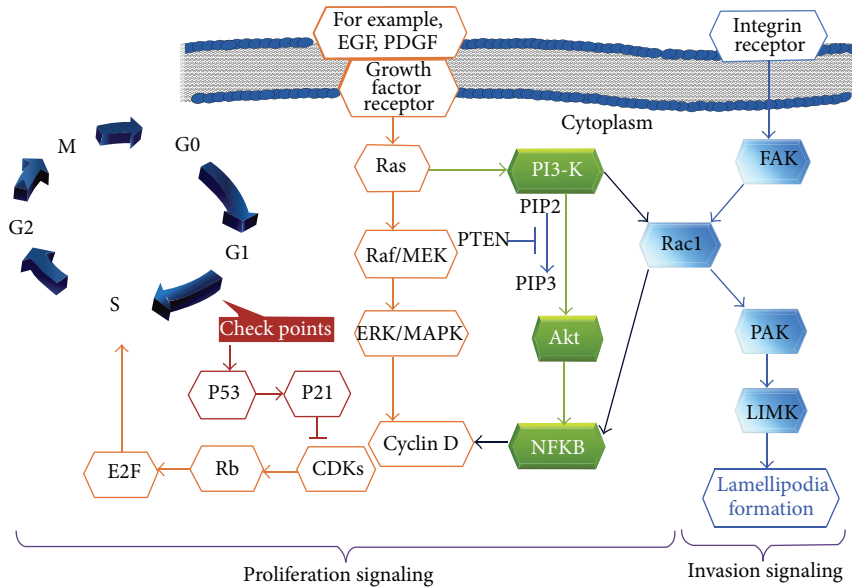 For example,
EGF, PDGF
Growth
factor
receptor
Integrin
receptor
Cytoplasm
M
G0
G2
G1
S
Ras
PI3-K
FAK
PIP2
Raf/MEK
PTEN
Rac1
PIP3
Check points
ERK/MAPK
Akt
PAK
P53
P21
LIMK
Cyclin D
NFKB
E2F
Rb
CDKs
Lamellipodia
formation
Proliferation signaling
Invasion signaling